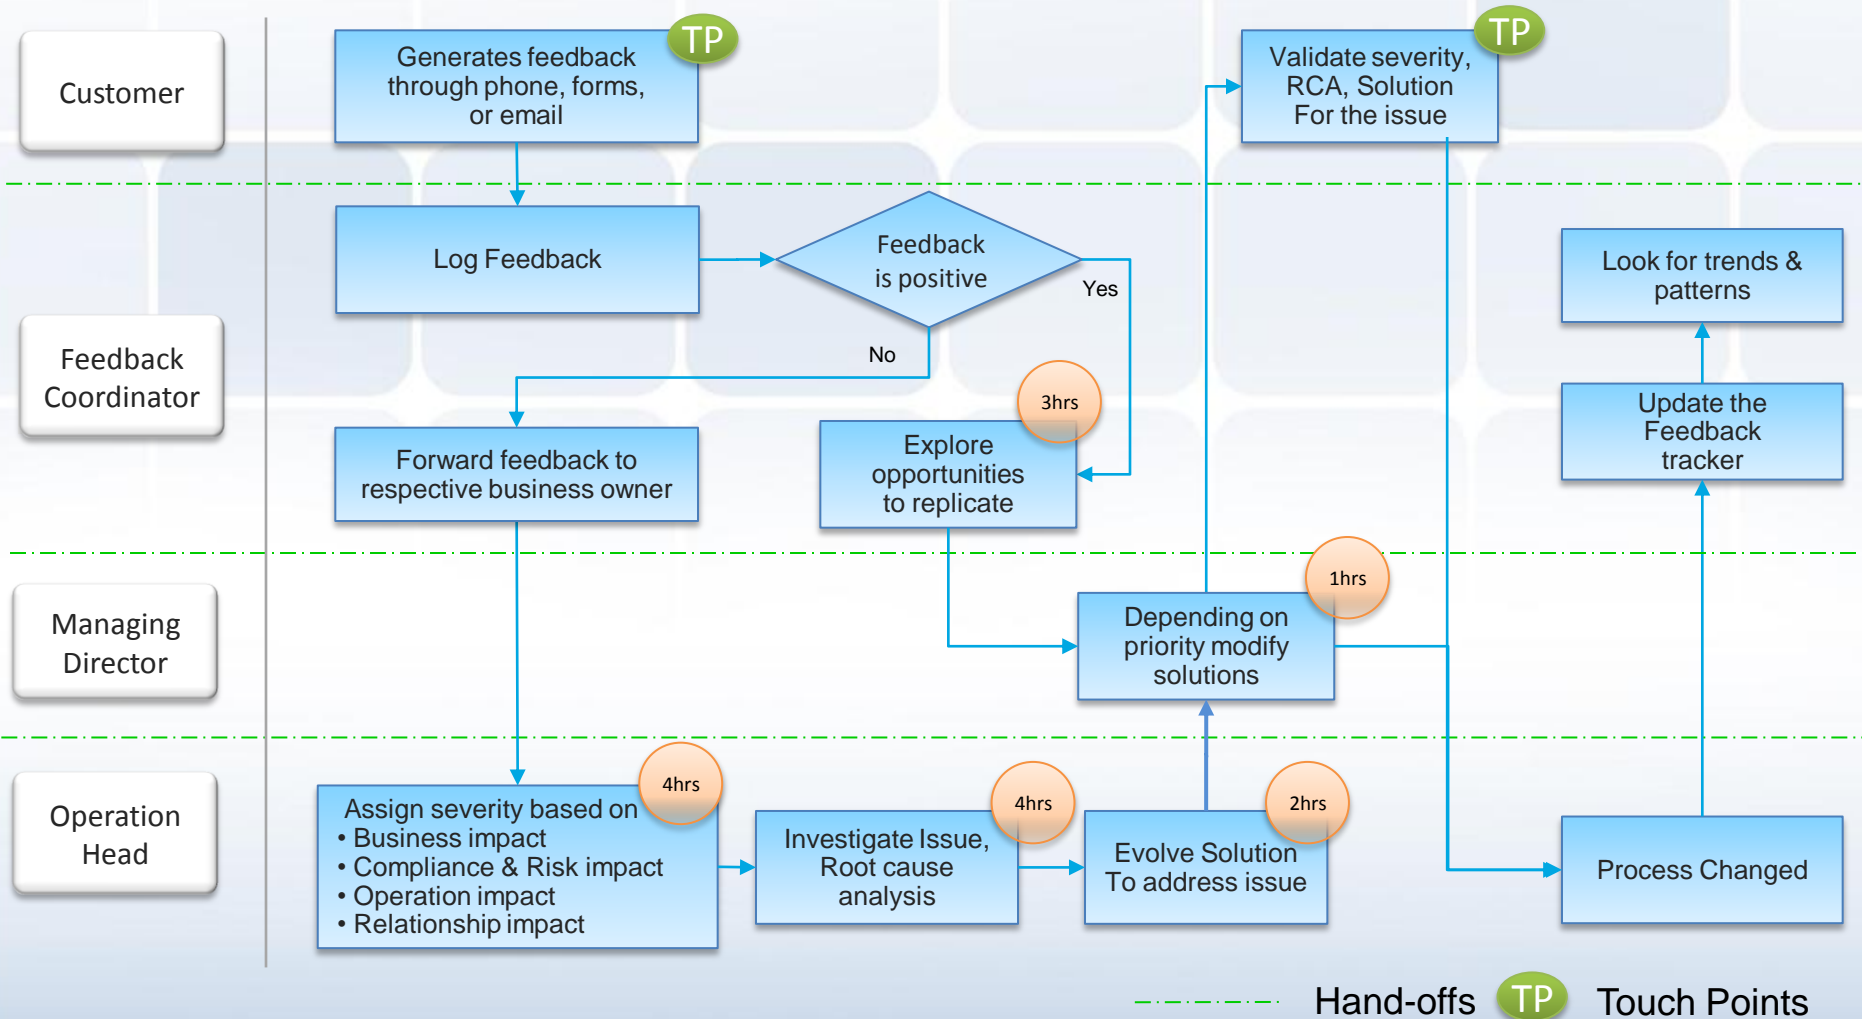 Customer
Generates feedback
through phone, forms,
or email
TP
Validate severity,
RCA, Solution
For the issue
TP
Feedback
Coordinator
Log Feedback
Feedback
is positive
Yes
No
Look for trends &
patterns
Forward feedback to
respective business owner
3hrs
Explore
opportunities
to replicate
Update the
Feedback
tracker
Managing
Director
1hrs
Depending on
priority modify
solutions
Operation
Head
4hrs
Assign severity based on
• Business impact
• Compliance & Risk impact
• Operation impact
• Relationship impact
4hrs
Investigate Issue,
Root cause
analysis
2hrs
Evolve Solution
To address issue
Process Changed
Hand-offs
TP
Touch Points